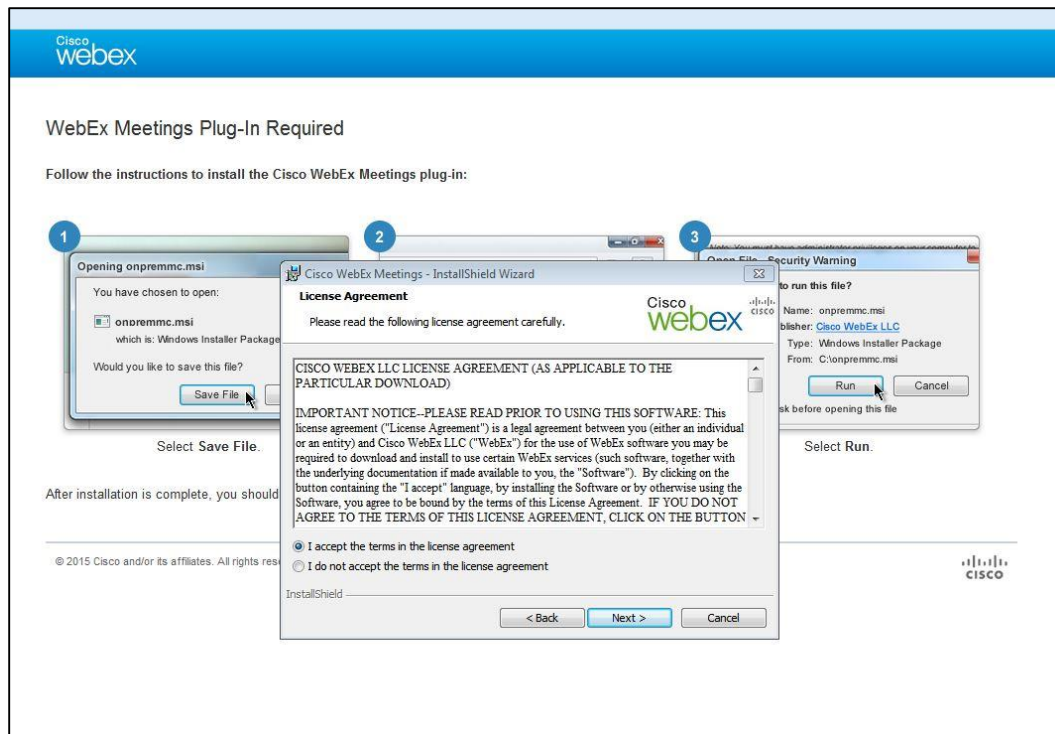 Cisco
webex
WebEx Meetings Plug-In Required
Follow the instructions to install the Cisco WebEx Meetings plug-in:
1
Opening onpremmc.msi
You have chosen to open:
onpremmc.msi
which is: Windows Installer Package
Would you like to save this file?
Save File
Select Save File.
2
Cisco WebEx Meetings - InstallShield Wizard
License Agreement
Please read the following license agreement carefully.
Cisco
webex
CISCO
CISCO WEBEX LLC LICENSE AGREEMENT (AS APPLICABLE TO THE
PARTICULAR DOWNLOAD)
IMPORTANT NOTICE--PLEASE READ PRIOR TO USING THIS SOFTWARE: This
license agreement ("License Agreement") is a legal agreement between you (either an individual
or an entity) and Cisco WebEx LLC ("WebEx") for the use of WebEx software you may be
required to download and install to use certain WebEx services (such software, together with
the underlying documentation if made available to you, the "Software"). By clicking on the
button containing the "I accept" language, by installing the Software or by otherwise using the
Software, you agree to be bound by the terms of this License Agreement. IF YOU DO NOT
AGREE TO THE TERMS OF THIS LICENSE AGREEMENT, CLICK ON THE BUTTON
I accept the terms in the license agreement
I do not accept the terms in the license agreement
InstallShield
< Back
Next >
Cancel
3
Note: You must have administrator privileges on your computer to
Open File - Security Warning
to run this file?
Name: onpremmc.msi
blisher: Cisco WebEx LLC
Type: Windows Installer Package
From: C:\onpremmc.msi
Run
Cancel
sk before opening this file
Select Run.
After installation is complete, you should
© 2015 Cisco and/or its affiliates. All rights res
CISCO